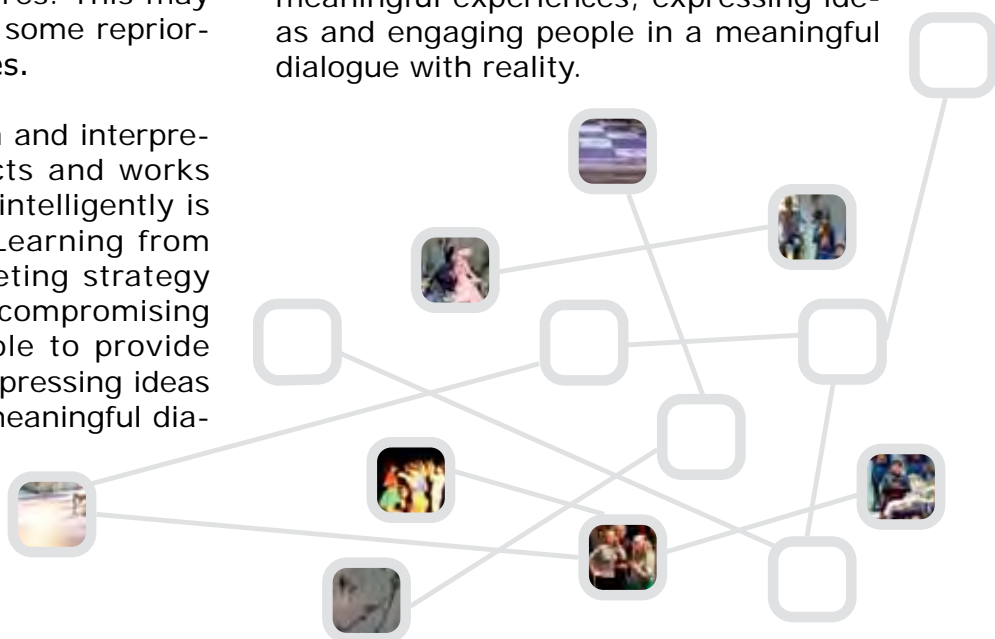 ros. This may
some reprior-
es.
and interpre-
cts and works
intelligently is
Learning from
eting strategy
compromising
ble to provide
pressing ideas
meaningful dia-
meaningful experiences, expressing ide-
as and engaging people in a meaningful
dialogue with reality.